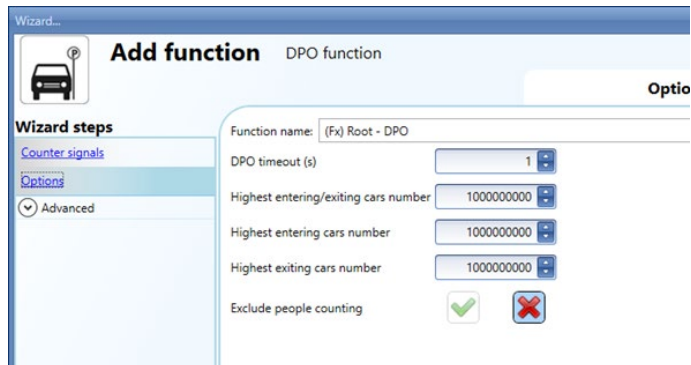 Wizard...
P
Add function DPO function
Optio
Wizard steps
Counter signals
Options
Advanced
Function name: (Fx) Root - DPO
DPO timeout (s) 1
Highest entering/exiting cars number 1000000000
Highest entering cars number 1000000000
Highest exiting cars number 1000000000
Exclude people counting